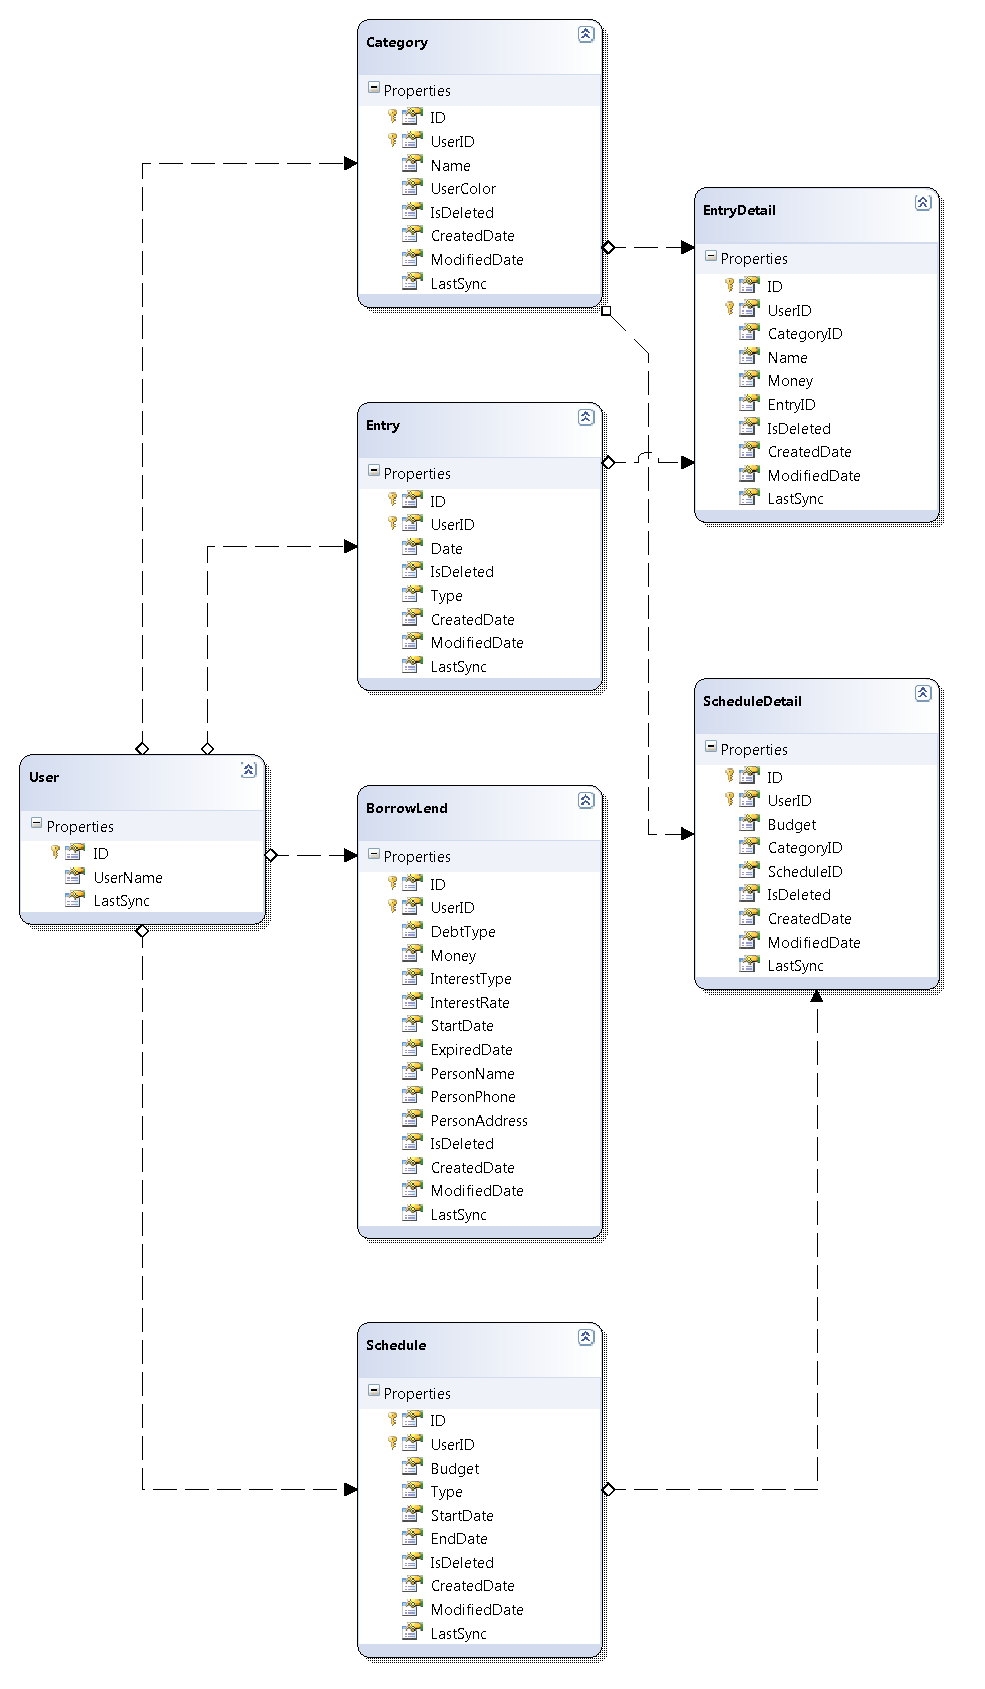 Category
Properties
ID
UserID
Name
UserColor
IsDeleted
CreatedDate
ModifiedDate
LastSync
EntryDetail
Properties
ID
UserID
CategoryID
Name
Money
EntryID
IsDeleted
CreatedDate
ModifiedDate
LastSync
Entry
Properties
ID
UserID
Date
IsDeleted
Type
CreatedDate
ModifiedDate
LastSync
ScheduleDetail
Properties
ID
UserID
Budget
CategoryID
ScheduleID
IsDeleted
CreatedDate
ModifiedDate
LastSync
User
Properties
ID
UserName
LastSync
BorrowLend
Properties
ID
UserID
DebtType
Money
InterestType
InterestRate
StartDate
ExpiredDate
PersonName
PersonPhone
PersonAddress
IsDeleted
CreatedDate
ModifiedDate
LastSync
Schedule
Properties
ID
UserID
Budget
Type
StartDate
EndDate
IsDeleted
CreatedDate
ModifiedDate
LastSync